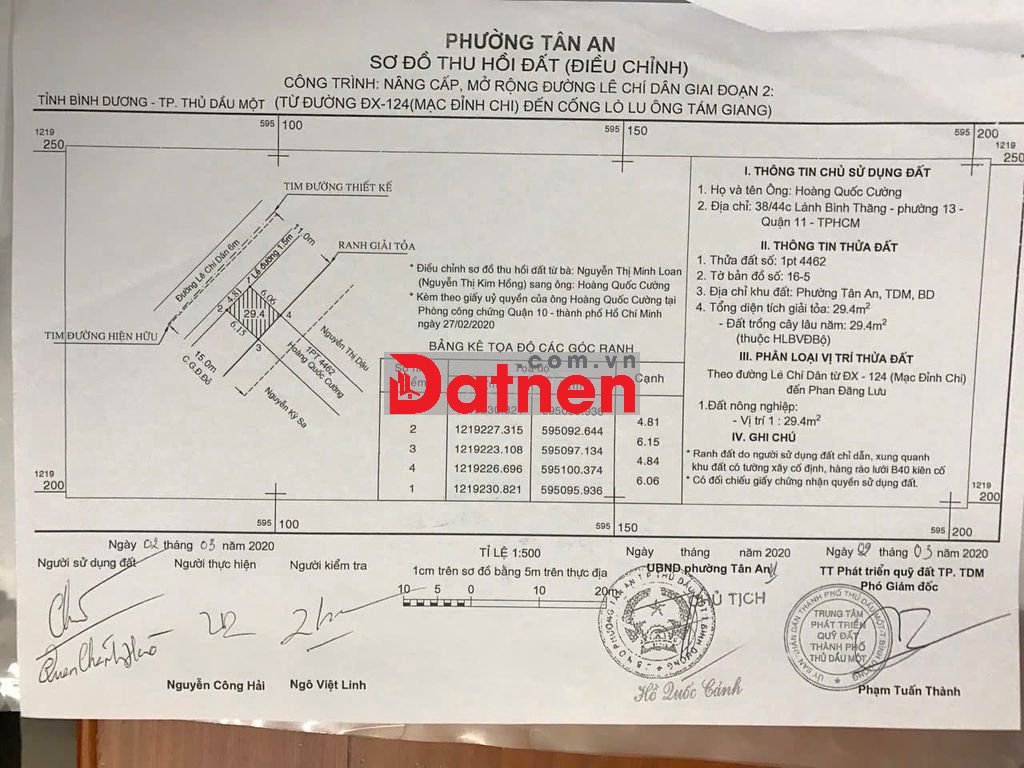 PHƯỜNG TÂN AN
SƠ ĐỒ THU HỒI ĐẤT (ĐIỀU CHỈNH)
CÔNG TRÌNH: NÂNG CẤP, MỞ RỘNG ĐƯỜNG LÊ CHÍ DÂN GIAI ĐOẠN 2:
TỈNH BÌNH DƯƠNG - TP. THỦ DẦU MỘT (TỪ ĐƯỜNG ĐX-124(MẠC ĐỈNH CHI) ĐẾN CỐNG LÒ LU ÔNG TÁM GIANG)
595 100
595 150
595 200
1219 250
1219 250
TIM ĐƯỜNG THIẾT KẾ
Đường Lê Chí Dân 6m
11.0m
Lề đường 1.5m
RANH GIẢI TỎA
1
4.81
6.06
2
29.4
4
6.15
3
TIM ĐƯỜNG HIỆN HỮU
15.0m
C.G.Đ.Đỏ
1PT 4462
Hoàng Quốc Cường
Nguyễn Thị Dậu
Nguyễn Kỳ Sa
* Điều chỉnh sơ đồ thu hồi đất từ bà: Nguyễn Thị Minh Loan
(Nguyễn Thị Kim Hồng) sang ông: Hoàng Quốc Cường
* Kèm theo giấy uỷ quyền của ông Hoàng Quốc Cường tại
Phòng công chứng Quận 10 - thành phố Hồ Chí Minh
ngày 27/02/2020
BẢNG KÊ TỌA ĐỘ CÁC GÓC RANH
Cạnh
4.81
2 1219227.315 595092.644
6.15
3 1219223.108 595097.134
4.84
4 1219226.696 595100.374
6.06
1 1219230.821 595095.936
Datnen
.com.vn
I. THÔNG TIN CHỦ SỬ DỤNG ĐẤT
1. Họ và tên Ông: Hoàng Quốc Cường
2. Địa chỉ: 38/44c Lánh Bình Thăng - phường 13 -
Quận 11 - TPHCM
II. THÔNG TIN THỬA ĐẤT
1. Thửa đất số: 1pt 4462
2. Tờ bản đồ số: 16-5
3. Địa chỉ khu đất: Phường Tân An, TDM, BD
4. Tổng diện tích giải tỏa: 29.4m²
- Đất trồng cây lâu năm: 29.4m²
(thuộc HLBVĐBộ)
III. PHÂN LOẠI VỊ TRÍ THỬA ĐẤT
Theo đường Lê Chí Dân từ ĐX - 124 (Mạc Đỉnh Chi)
đến Phan Đăng Lưu
1.Đất nông nghiệp:
- Vị trí 1 : 29.4m²
IV. GHI CHÚ
* Ranh đất do người sử dụng đất chỉ dẫn, xung quanh
khu đất có tường xây cố định, hàng rào lưới B40 kiên cố
* Có đối chiếu giấy chứng nhận quyền sử dụng đất.
1219 200
1219 200
595 100
595 150
595 200
Ngày 02 tháng 03 năm 2020
Người sử dụng đất Người thực hiện Người kiểm tra
TỈ LỆ 1:500
1cm trên sơ đồ bằng 5m trên thực địa
10 5 0 10 20m
Ngày tháng năm 2020
UBND phường Tân An
CHỦ TỊCH
Hồ Quốc Cảnh
Ngày 09 tháng 03 năm 2020
TT Phát triển quỹ đất TP. TDM
Phó Giám đốc
TRUNG TÂM
PHÁT TRIỂN
QUỸ ĐẤT
THÀNH PHỐ
THỦ DẦU MỘT
Nguyễn Công Hải
Ngô Việt Linh
Phạm Tuấn Thành